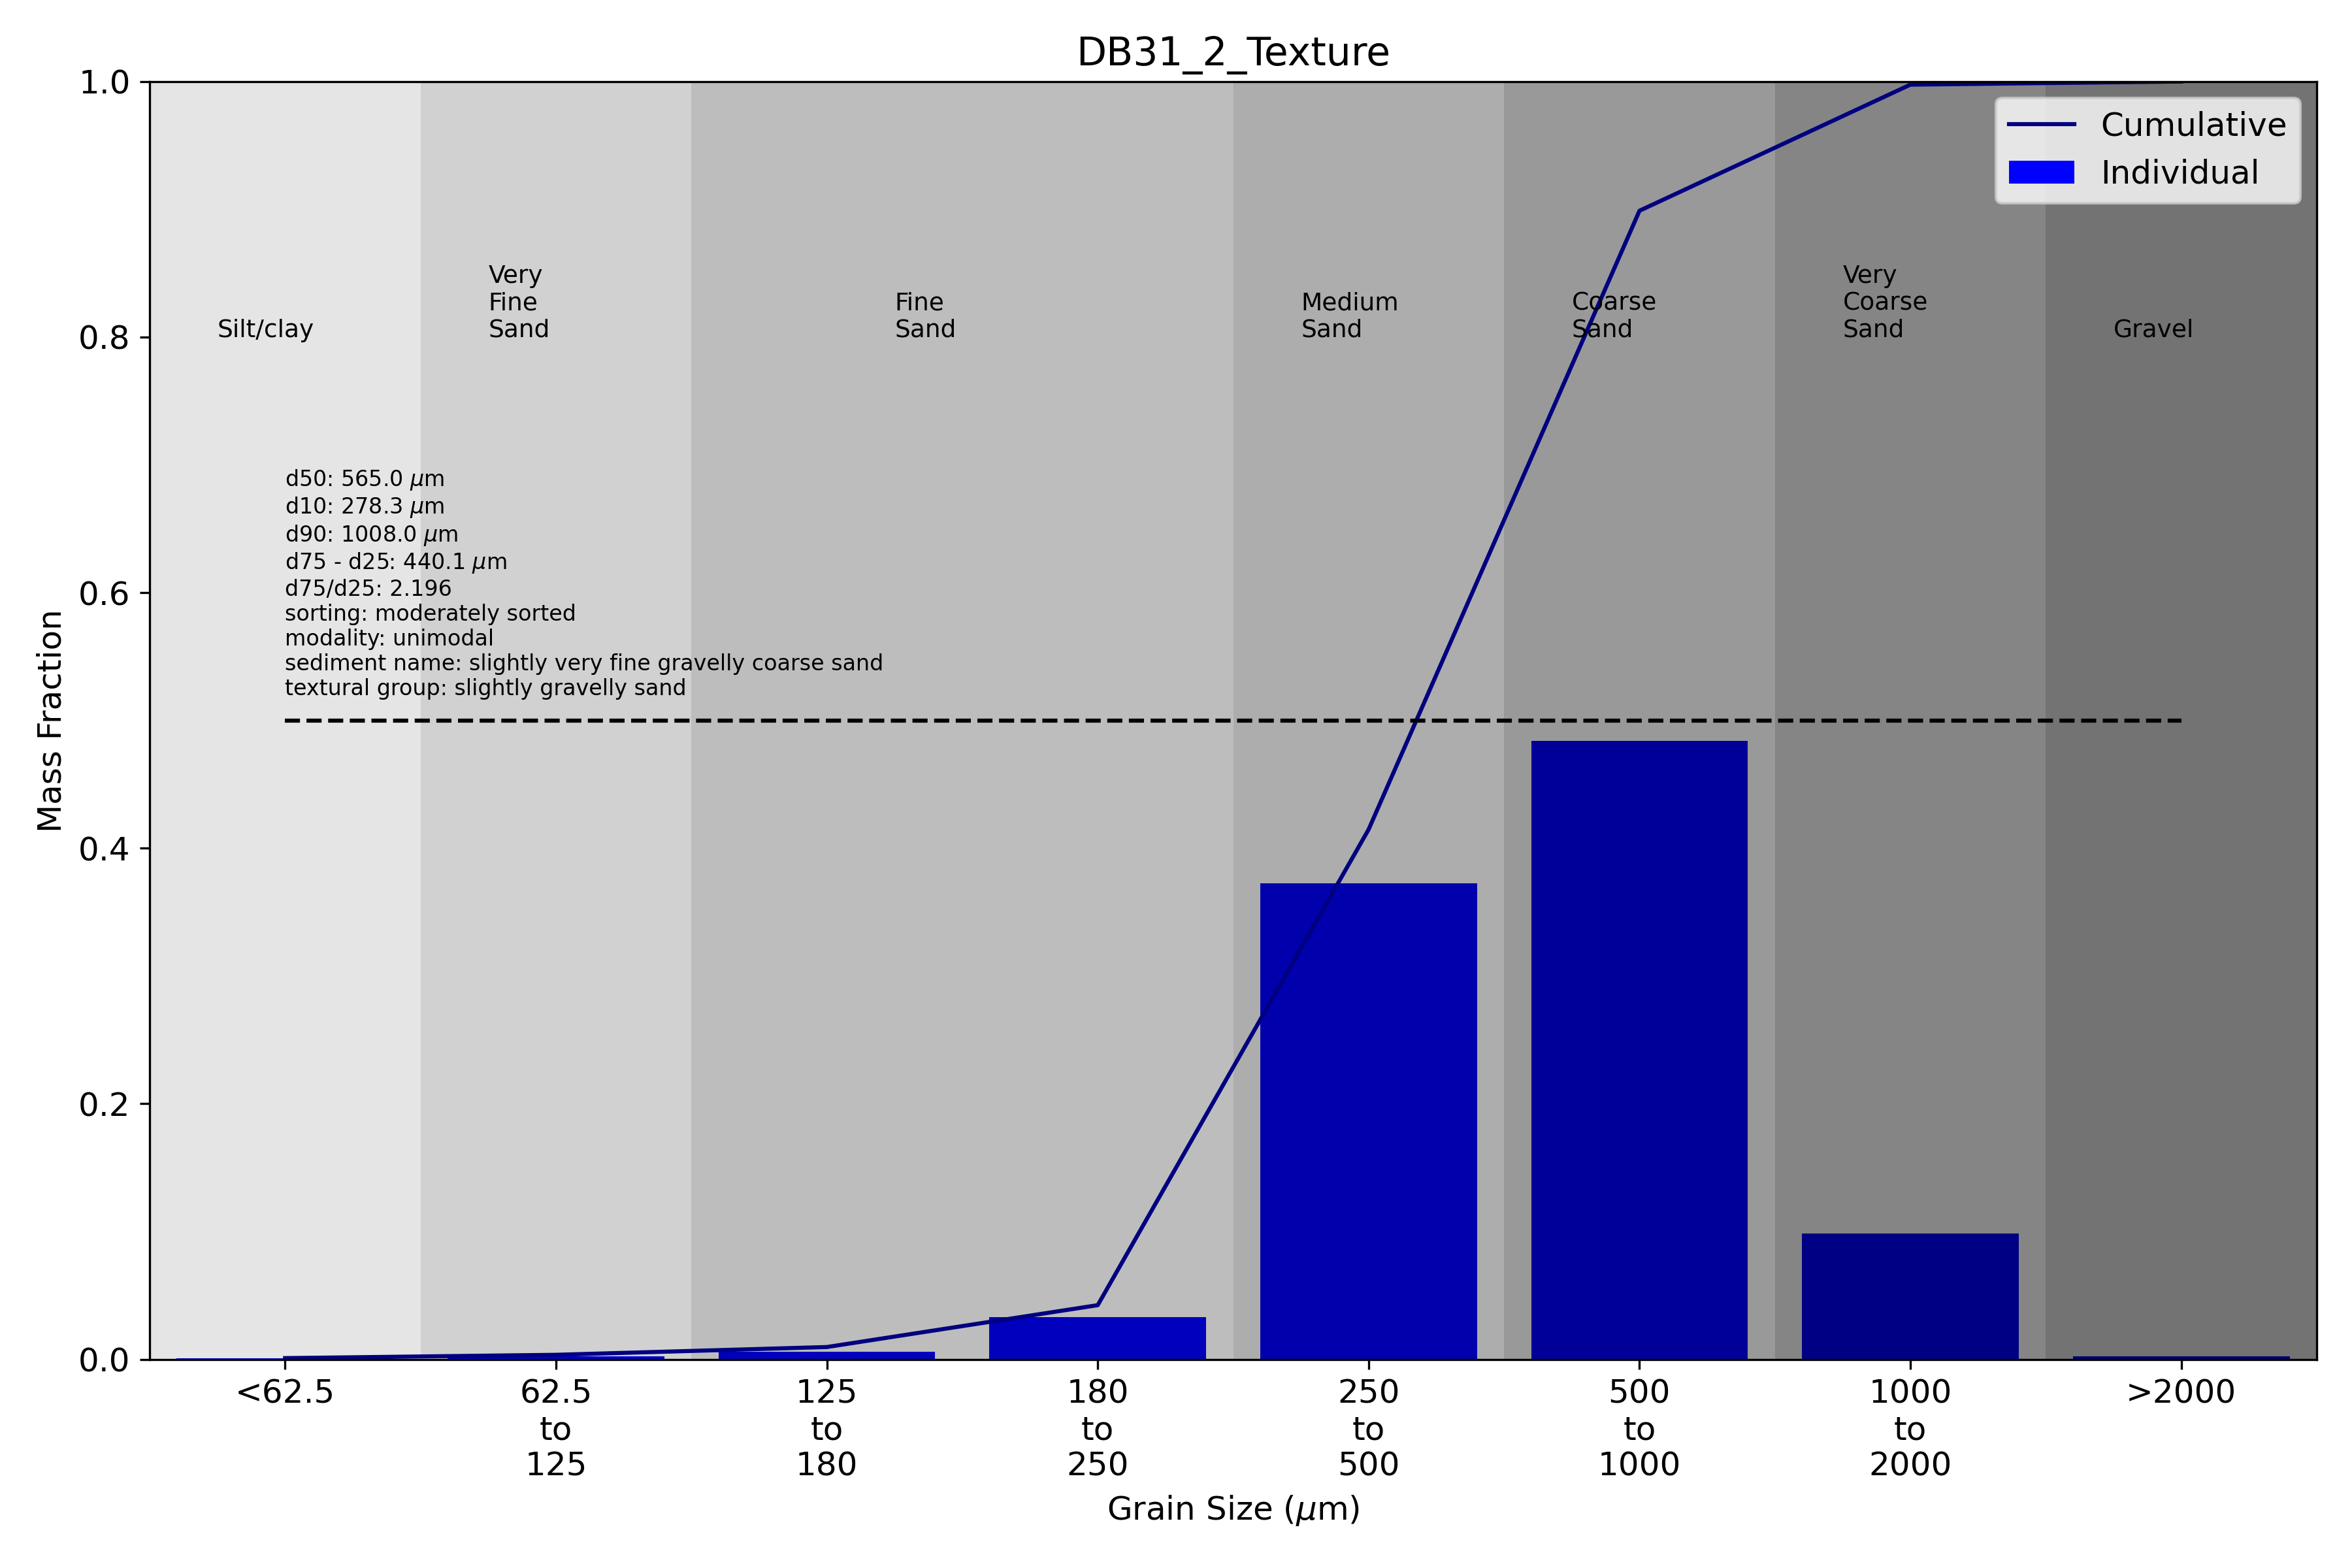 DB31_2_Texture
1.0
0.8
0.6
0.4
0.2
0.0
Mass Fraction
Cumulative
Individual
Silt/clay
Very
Fine
Sand
Fine
Sand
Medium
Sand
Coarse
Sand
Very
Coarse
Sand
Gravel
d50: 565.0 μm
d10: 278.3 μm
d90: 1008.0 μm
d75 - d25: 440.1 μm
d75/d25: 2.196
sorting: moderately sorted
modality: unimodal
sediment name: slightly very fine gravelly coarse sand
textural group: slightly gravelly sand
<62.5
62.5
to
125
125
to
180
180
to
250
250
to
500
500
to
1000
1000
to
2000
>2000
Grain Size (μm)